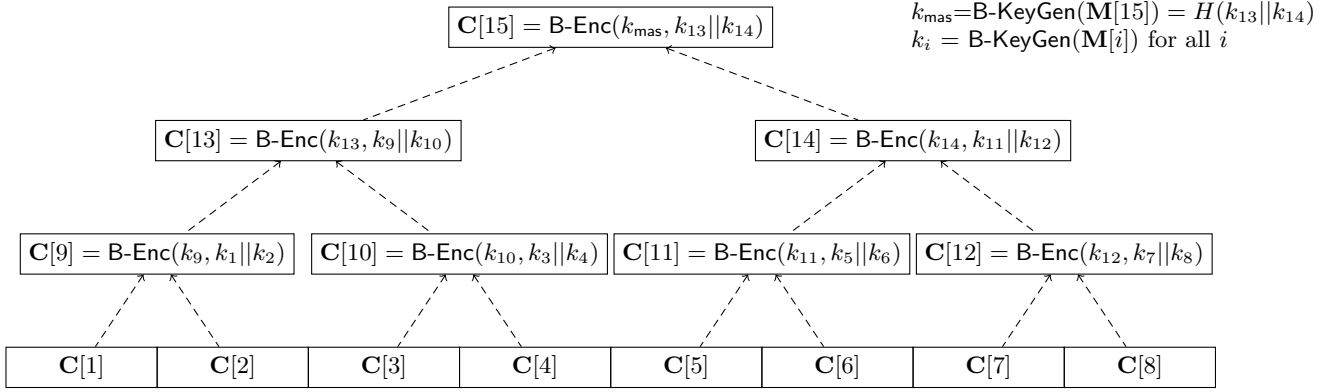 k_mas=B-KeyGen(M[15]) = H(k_13||k_14)
k_i = B-KeyGen(M[i]) for all i
C[15] = B-Enc(k_mas, k_13||k_14)
C[13] = B-Enc(k_13, k_9||k_10)
C[14] = B-Enc(k_14, k_11||k_12)
C[9] = B-Enc(k_9, k_1||k_2)
C[10] = B-Enc(k_10, k_3||k_4)
C[11] = B-Enc(k_11, k_5||k_6)
C[12] = B-Enc(k_12, k_7||k_8)
C[1]
C[2]
C[3]
C[4]
C[5]
C[6]
C[7]
C[8]